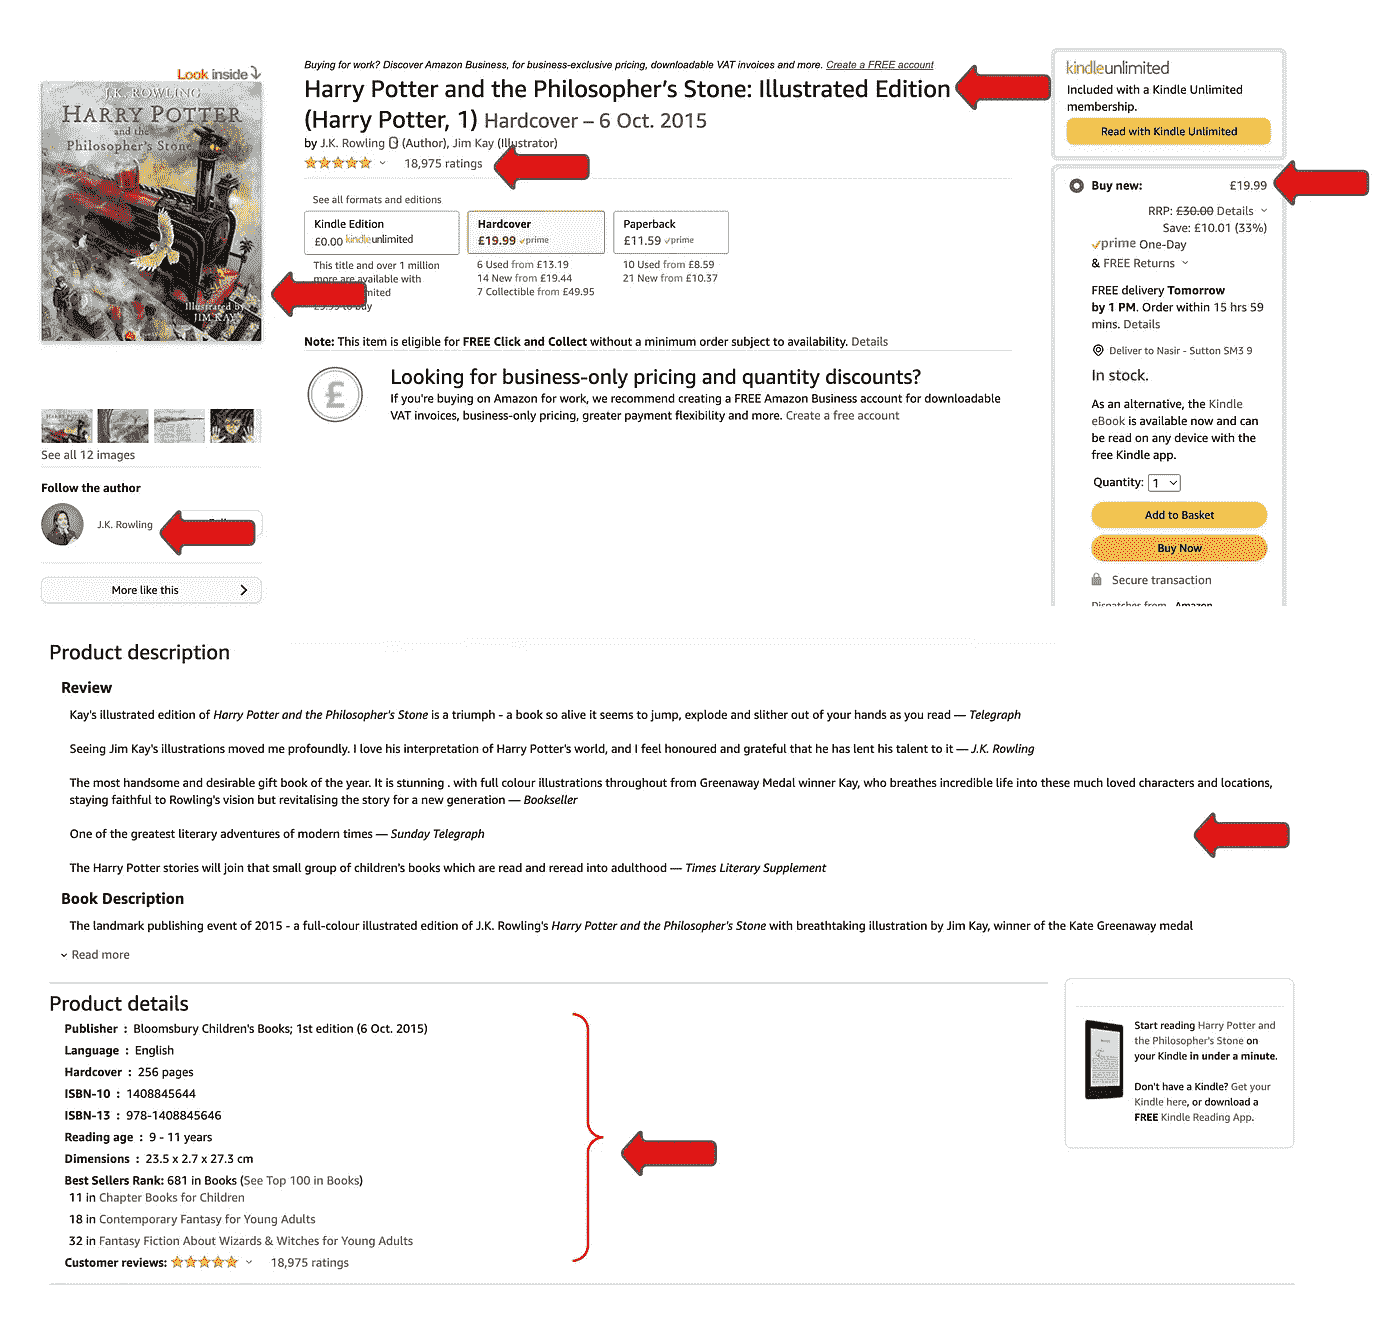 Look inside
J.K. ROWLING
HARRY POTTER
and the
Philosopher's Stone
Illustrated by
JIM KAY
See all 12 images
Follow the author
J.K. Rowling
More like this
Buying for work? Discover Amazon Business, for business-exclusive pricing, downloadable VAT invoices and more. Create a FREE account
Harry Potter and the Philosopher's Stone: Illustrated Edition
(Harry Potter, 1) Hardcover – 6 Oct. 2015
by J.K. Rowling (Author), Jim Kay (Illustrator)
18,975 ratings
See all formats and editions
Kindle Edition
£0.00 kindleunlimited
This title and over 1 million
more are available with
to buy
Hardcover
£19.99 prime
6 Used from £13.19
14 New from £19.44
7 Collectible from £49.95
Paperback
£11.59 prime
10 Used from £8.59
21 New from £10.37
Note: This item is eligible for FREE Click and Collect without a minimum order subject to availability. Details
£
Looking for business-only pricing and quantity discounts?
If you're buying on Amazon for work, we recommend creating a FREE Amazon Business account for downloadable
VAT invoices, business-only pricing, greater payment flexibility and more. Create a free account
kindleunlimited
Included with a Kindle Unlimited
membership.
Read with Kindle Unlimited
Buy new: £19.99
RRP: £30.00 Details
Save: £10.01 (33%)
prime One-Day
& FREE Returns
FREE delivery Tomorrow
by 1 PM. Order within 15 hrs 59
mins. Details
Deliver to Nasir - Sutton SM3 9
In stock.
As an alternative, the Kindle
eBook is available now and can
be read on any device with the
free Kindle app.
Quantity: 1
Add to Basket
Buy Now
Secure transaction
Dispatcher from Amazon
Product description
Review
Kay's illustrated edition of Harry Potter and the Philosopher's Stone is a triumph - a book so alive it seems to jump, explode and slither out of your hands as you read — Telegraph
Seeing Jim Kay's illustrations moved me profoundly. I love his interpretation of Harry Potter's world, and I feel honoured and grateful that he has lent his talent to it — J.K. Rowling
The most handsome and desirable gift book of the year. It is stunning . with full colour illustrations throughout from Greenaway Medal winner Kay, who breathes incredible life into these much loved characters and locations,
staying faithful to Rowling's vision but revitalising the story for a new generation — Bookseller
One of the greatest literary adventures of modern times — Sunday Telegraph
The Harry Potter stories will join that small group of children's books which are read and reread into adulthood — Times Literary Supplement
Book Description
The landmark publishing event of 2015 - a full-colour illustrated edition of J.K. Rowling's Harry Potter and the Philosopher's Stone with breathtaking illustration by Jim Kay, winner of the Kate Greenaway medal
Read more
Product details
Publisher : Bloomsbury Children's Books; 1st edition (6 Oct. 2015)
Language : English
Hardcover : 256 pages
ISBN-10 : 1408845644
ISBN-13 : 978-1408845646
Reading age : 9 - 11 years
Dimensions : 23.5 x 2.7 x 27.3 cm
Best Sellers Rank: 681 in Books (See Top 100 in Books)
11 in Chapter Books for Children
18 in Contemporary Fantasy for Young Adults
32 in Fantasy Fiction About Wizards & Witches for Young Adults
Customer reviews: 18,975 ratings
Start reading Harry Potter and
the Philosopher's Stone on
your Kindle in under a minute.
Don't have a Kindle? Get your
Kindle here, or download a
FREE Kindle Reading App.